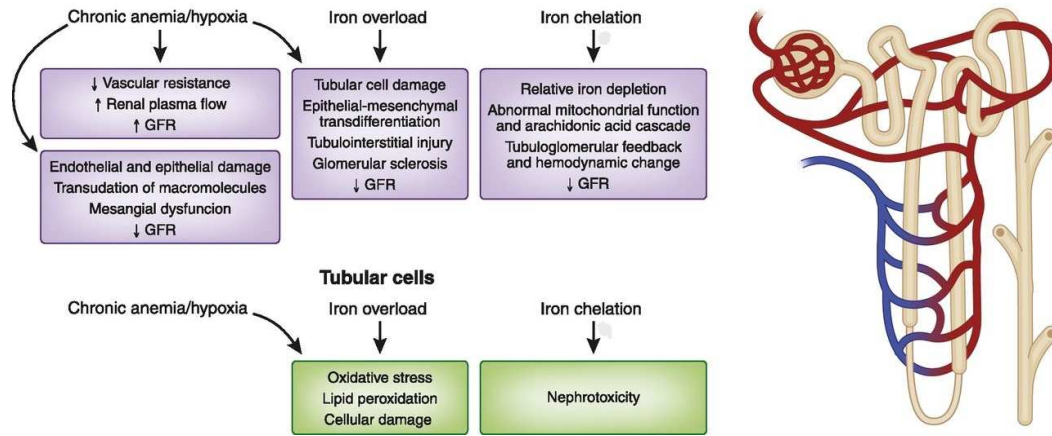 Chronic anemia/hypoxia
Iron overload
Iron chelation
↓ Vascular resistance
↑ Renal plasma flow
↑ GFR
Endothelial and epithelial damage
Transudation of macromolecules
Mesangial dysfuncion
↓ GFR
Tubular cell damage
Epithelial-mesenchymal
transdifferentiation
Tubulointerstitial injury
Glomerular sclerosis
↓ GFR
Relative iron depletion
Abnormal mitochondrial function
and arachidonic acid cascade
Tubuloglomerular feedback
and hemodynamic change
↓ GFR
Tubular cells
Chronic anemia/hypoxia
Iron overload
Iron chelation
Oxidative stress
Lipid peroxidation
Cellular damage
Nephrotoxicity